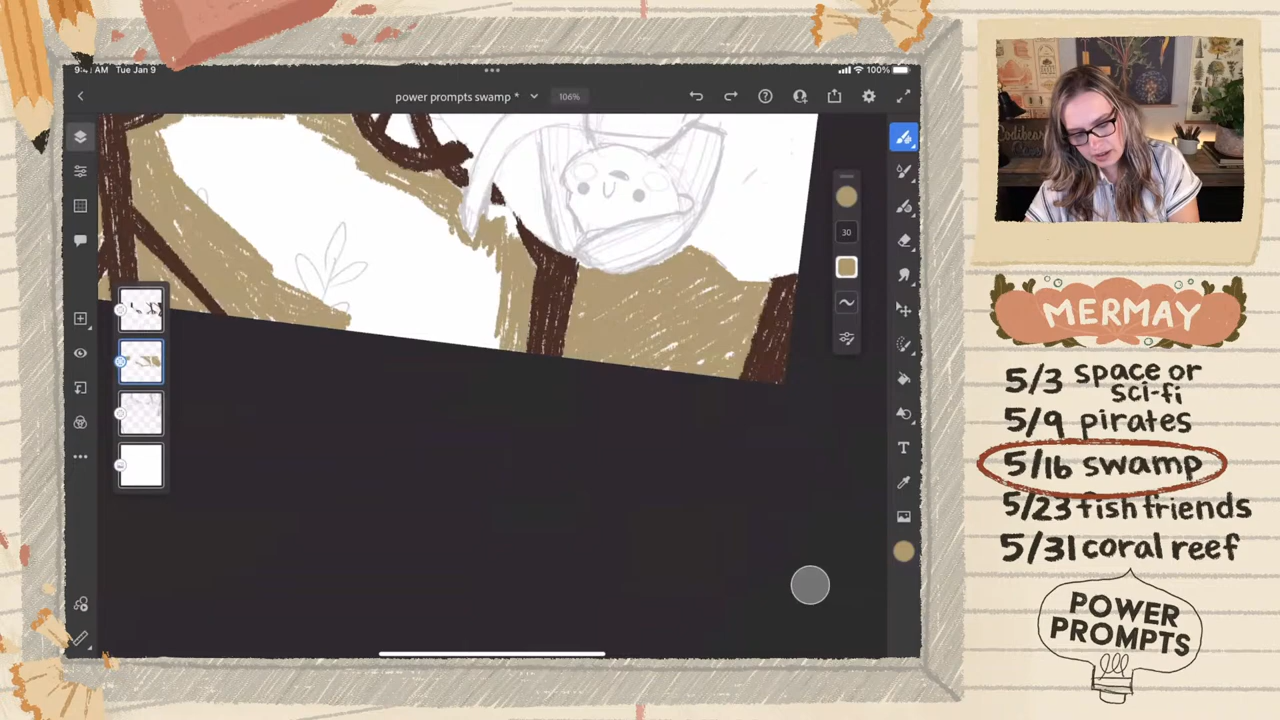 9:41 AM Tue Jan 9
100%
power prompts swamp *
106%
30
T
MERMAY
5/3 space or
sci-fi
5/9 pirates
5/16 swamp
5/23 fish friends
5/31 coral reef
POWER
PROMPTS